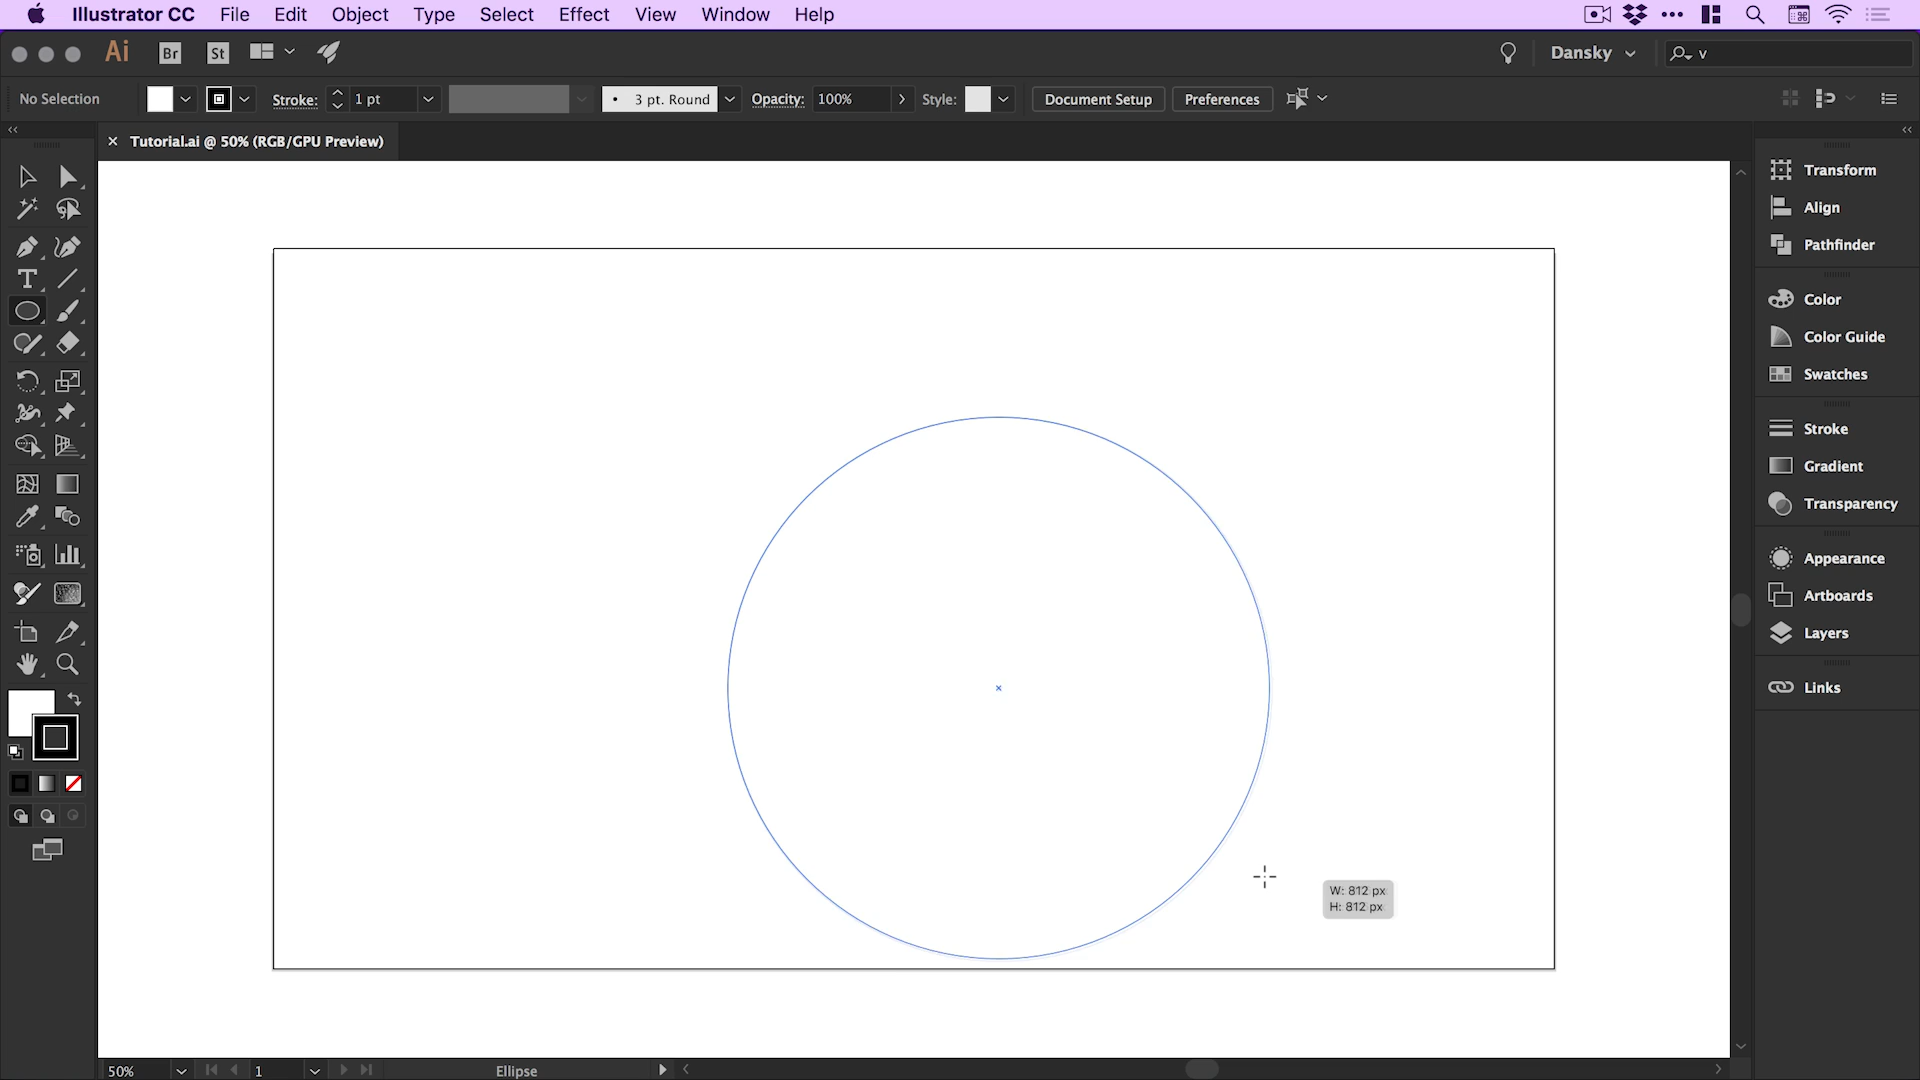 Illustrator CC File Edit Object Type Select Effect View Window Help
Ai Br St Dansky v
No Selection Stroke: 1 pt 3 pt. Round Opacity: 100% Style: Document Setup Preferences
× Tutorial.ai @ 50% (RGB/GPU Preview)
Transform
Align
Pathfinder
Color
Color Guide
Swatches
Stroke
Gradient
Transparency
Appearance
Artboards
Layers
Links
W: 812 px
H: 812 px
50% 1 Ellipse